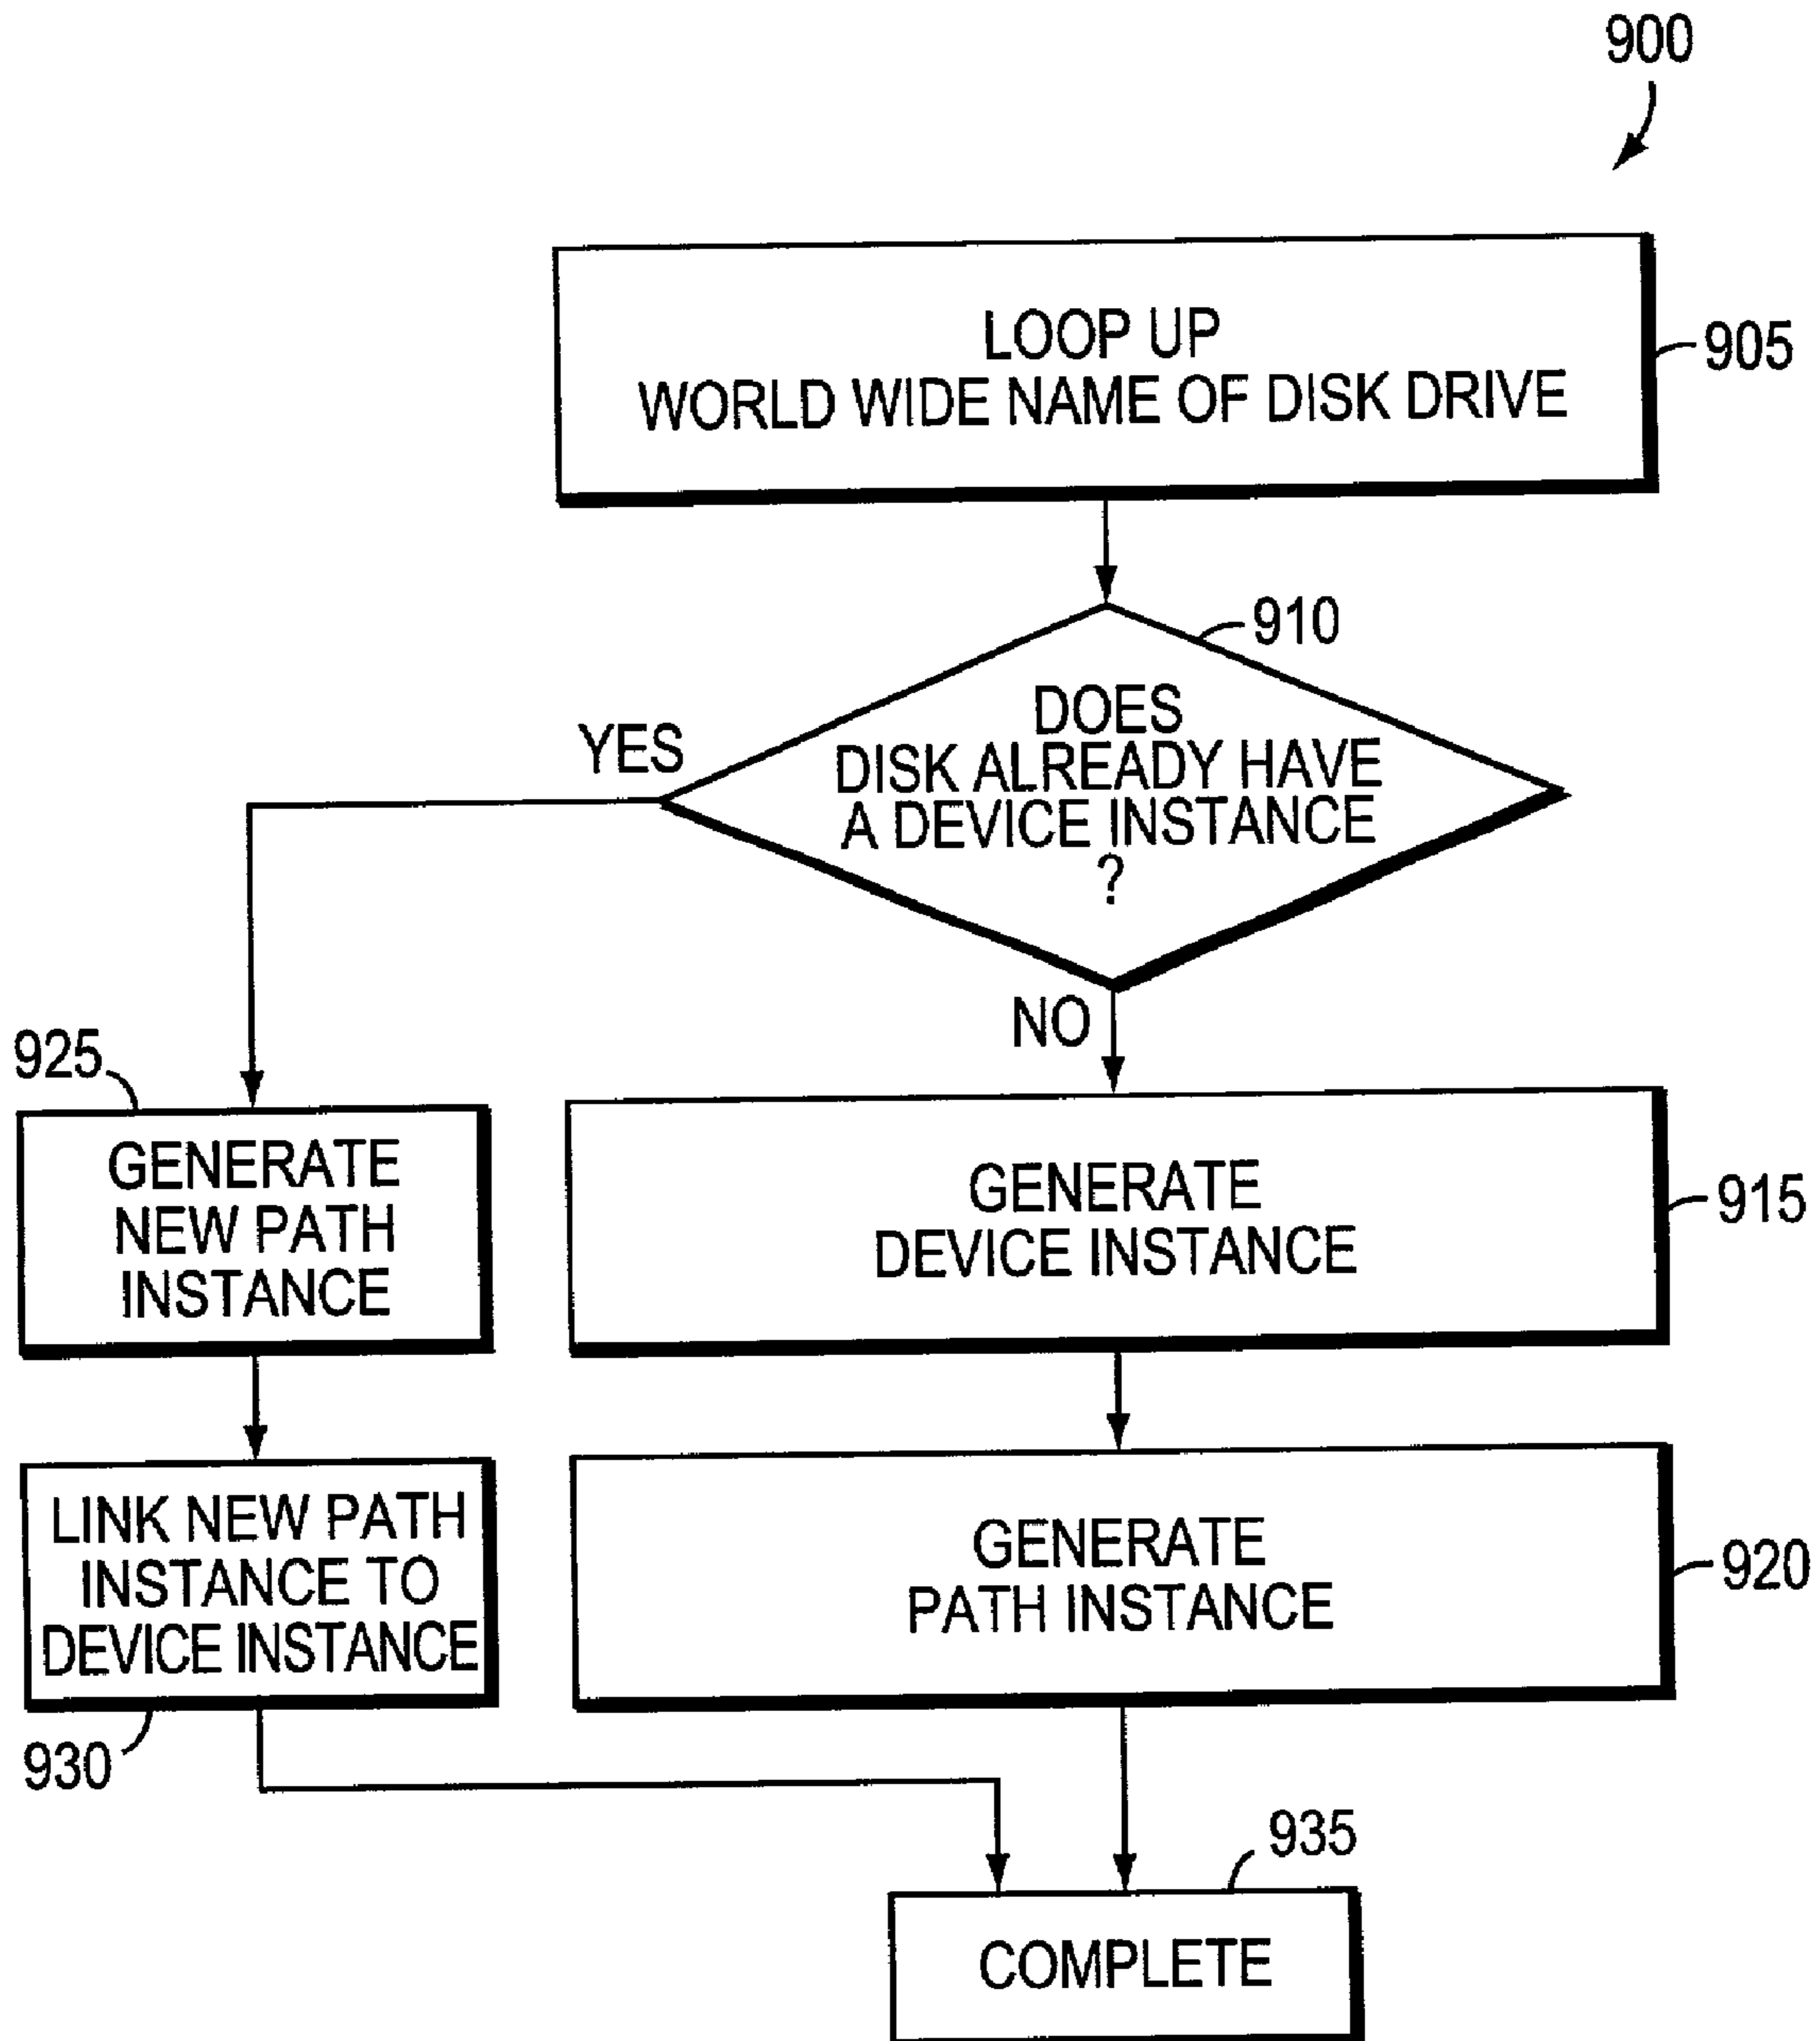 900
LOOP UP
WORLD WIDE NAME OF DISK DRIVE
905
910
DOES
DISK ALREADY HAVE
A DEVICE INSTANCE
?
YES
NO
925
GENERATE
NEW PATH
INSTANCE
GENERATE
DEVICE INSTANCE
915
LINK NEW PATH
INSTANCE TO
DEVICE INSTANCE
930
GENERATE
PATH INSTANCE
920
935
COMPLETE